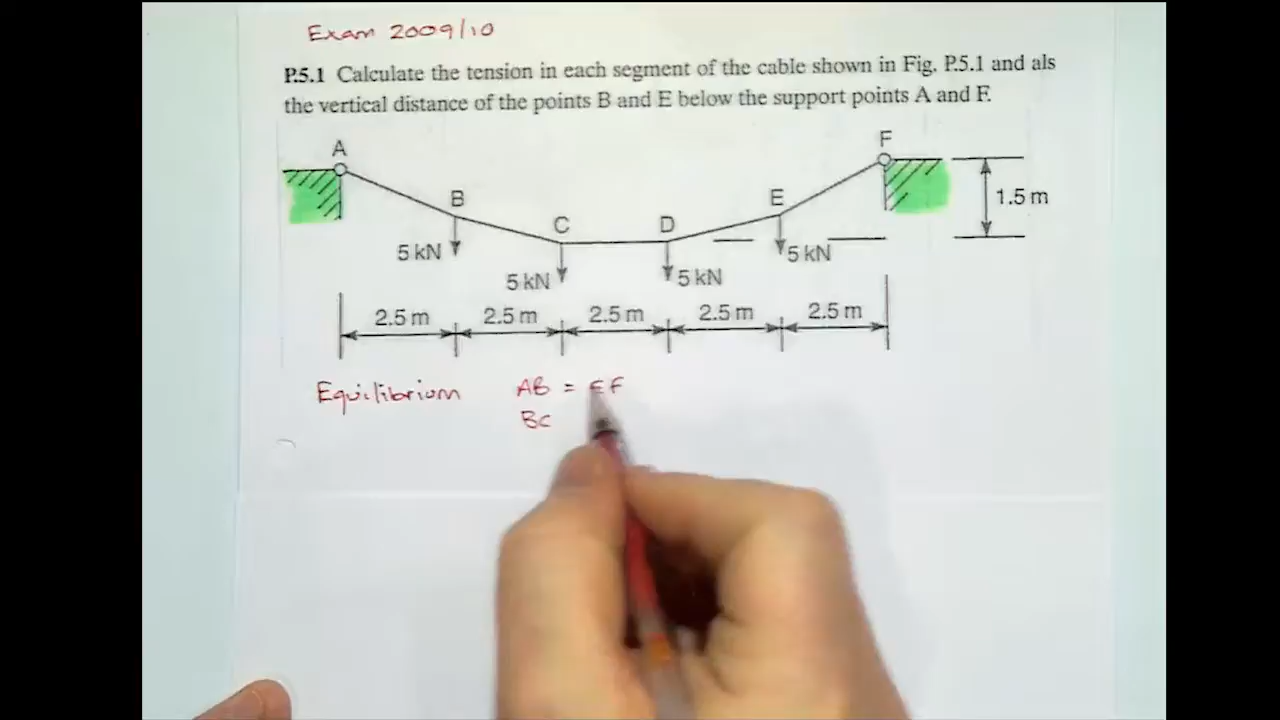 Exam 2009/10
P.5.1 Calculate the tension in each segment of the cable shown in Fig. P.5.1 and als
the vertical distance of the points B and E below the support points A and F.
F
A
1.5 m
B
E
C
D
5 kN
5 kN
5 kN
5 kN
2.5 m 2.5 m 2.5 m 2.5 m 2.5 m
Equilibrium AB = EF
BC